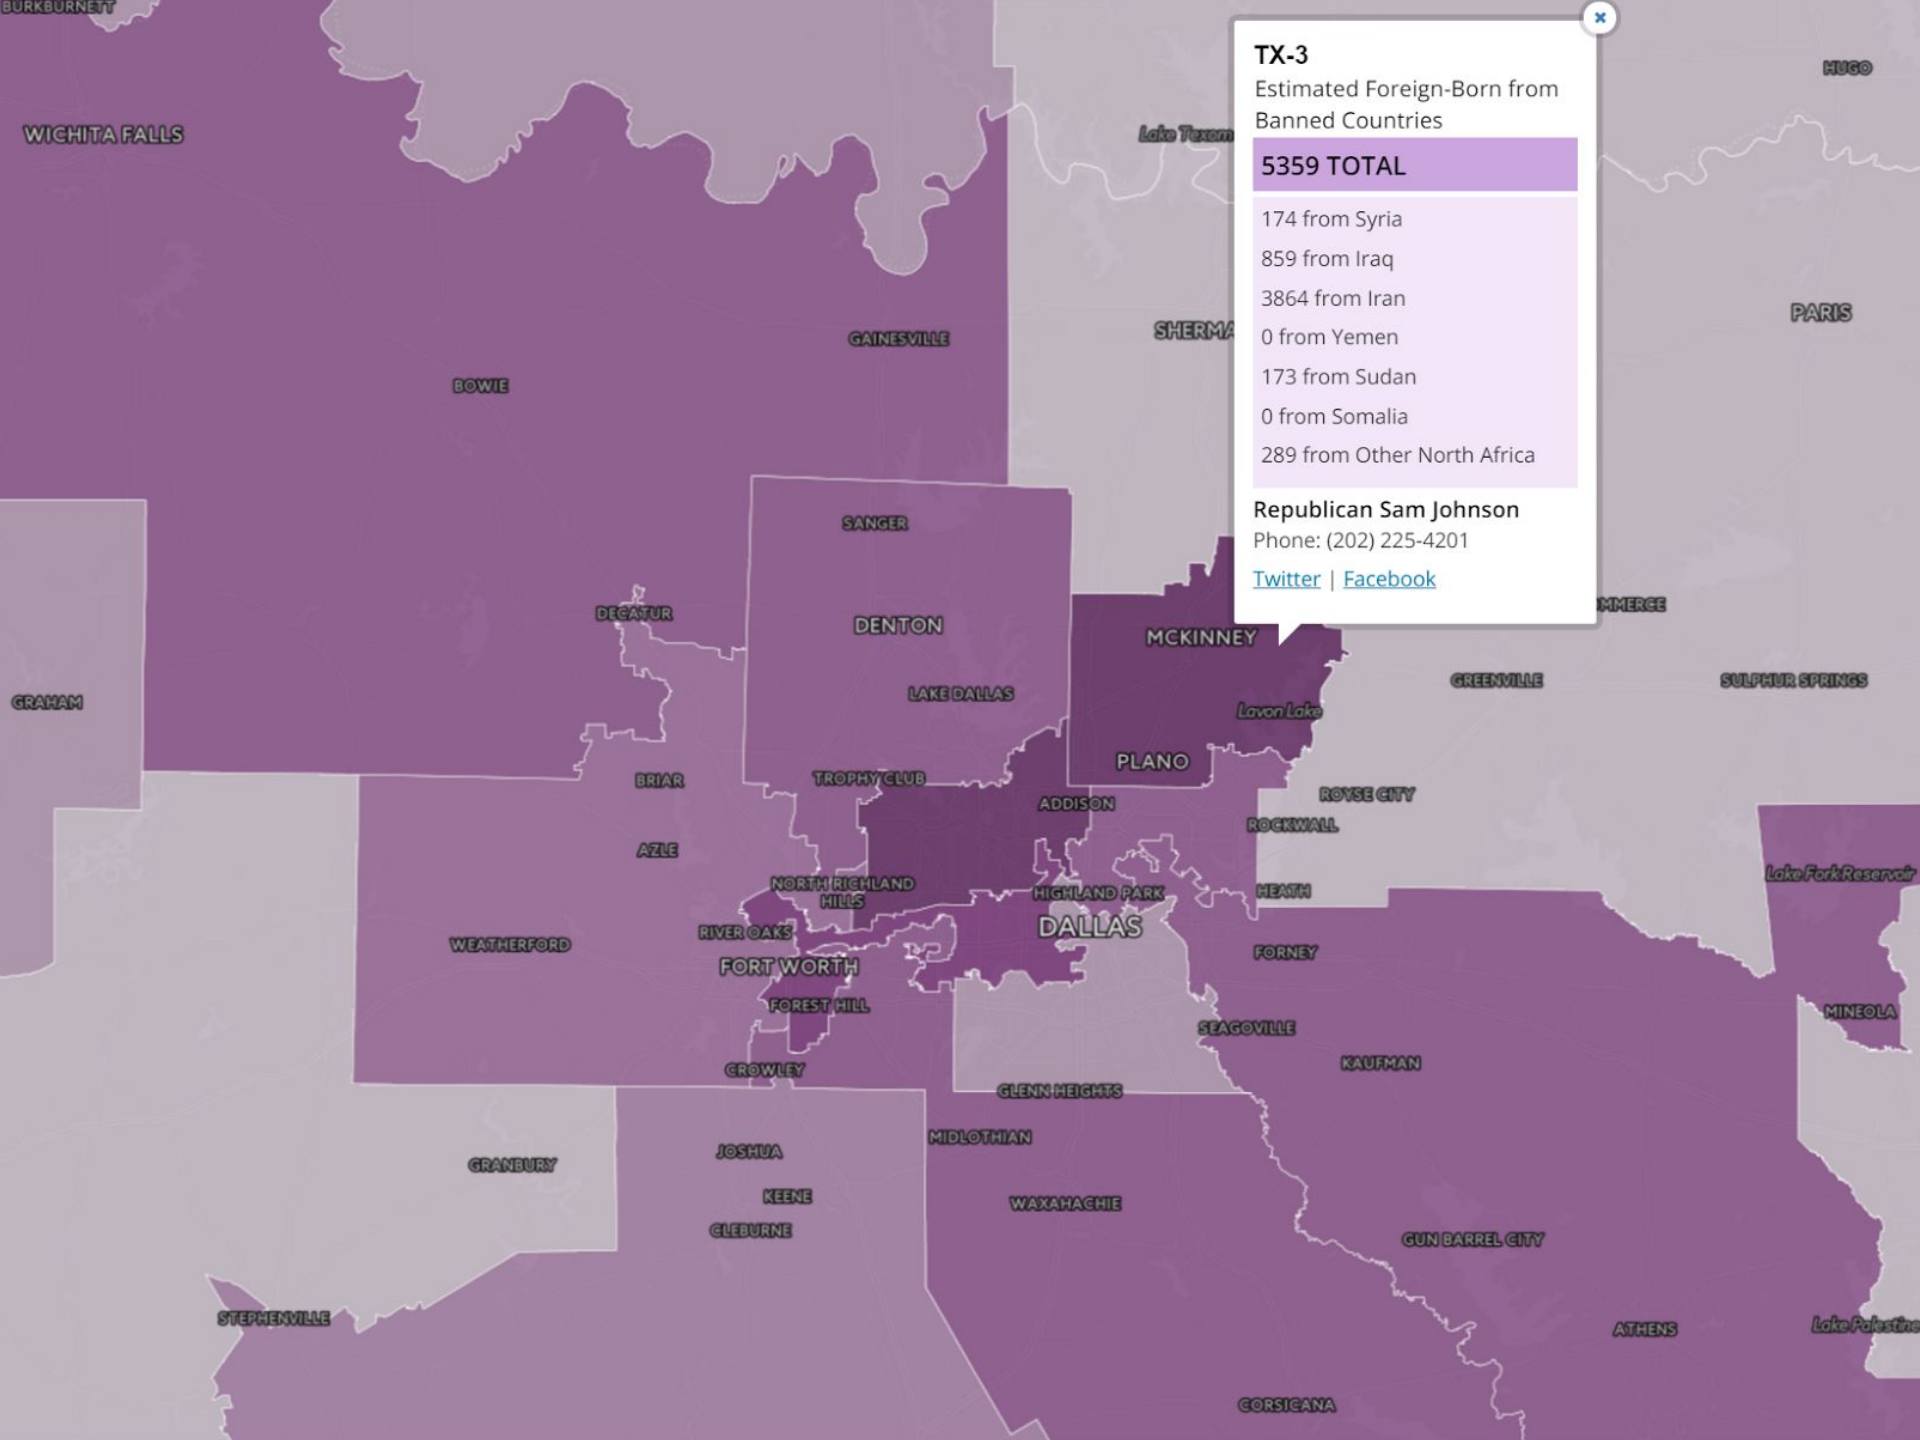 BURKBURNETT
HUGO
WICHITA FALLS
Lake Texom
TX-3
Estimated Foreign-Born from
Banned Countries
5359 TOTAL
174 from Syria
859 from Iraq
3864 from Iran
0 from Yemen
173 from Sudan
0 from Somalia
289 from Other North Africa
Republican Sam Johnson
Phone: (202) 225-4201
Twitter | Facebook
PARIS
SHERMA
GAINESVILLE
BOWIE
SANGER
DECATUR
DENTON
MMERCE
MCKINNEY
GREENVILLE
SULPHUR SPRINGS
GRAHAM
LAKE DALLAS
Lavon Lake
PLANO
BRIAR
TROPHY CLUB
ADDISON
ROYSE CITY
ROCKWALL
AZLE
Lake Fork Reservoir
NORTH RICHLAND
HILLS
HIGHLAND PARK
HEATH
RIVER OAKS
DALLAS
WEATHERFORD
FORNEY
FORT WORTH
FOREST HILL
MINEOLA
SEAGOVILLE
KAUFMAN
CROWLEY
GLENN HEIGHTS
MIDLOTHIAN
JOSHUA
GRANBURY
KEENE
WAXAHACHIE
CLEBURNE
GUN BARREL CITY
STEPHENVILLE
ATHENS
Lake Palestine
CORSICANA